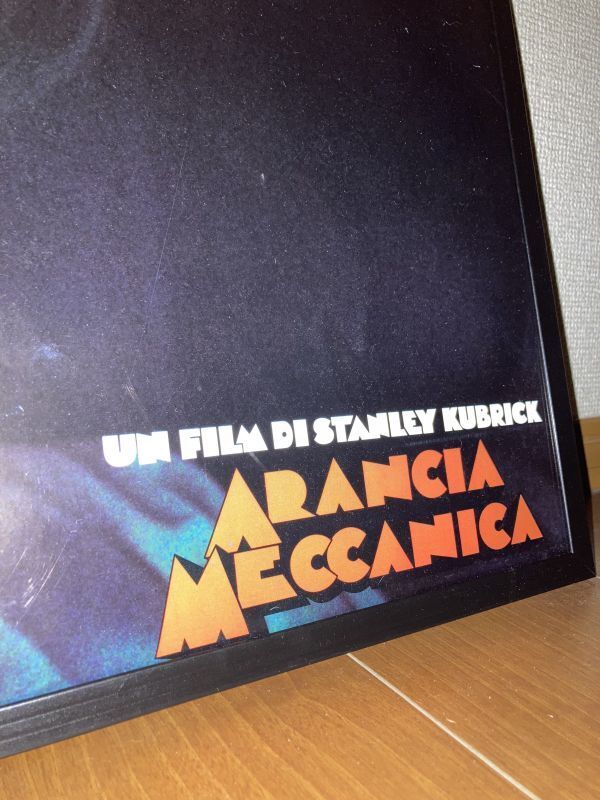 UN FILM DI STANLEY KUBRICK
ARANCIA
MECCANICA